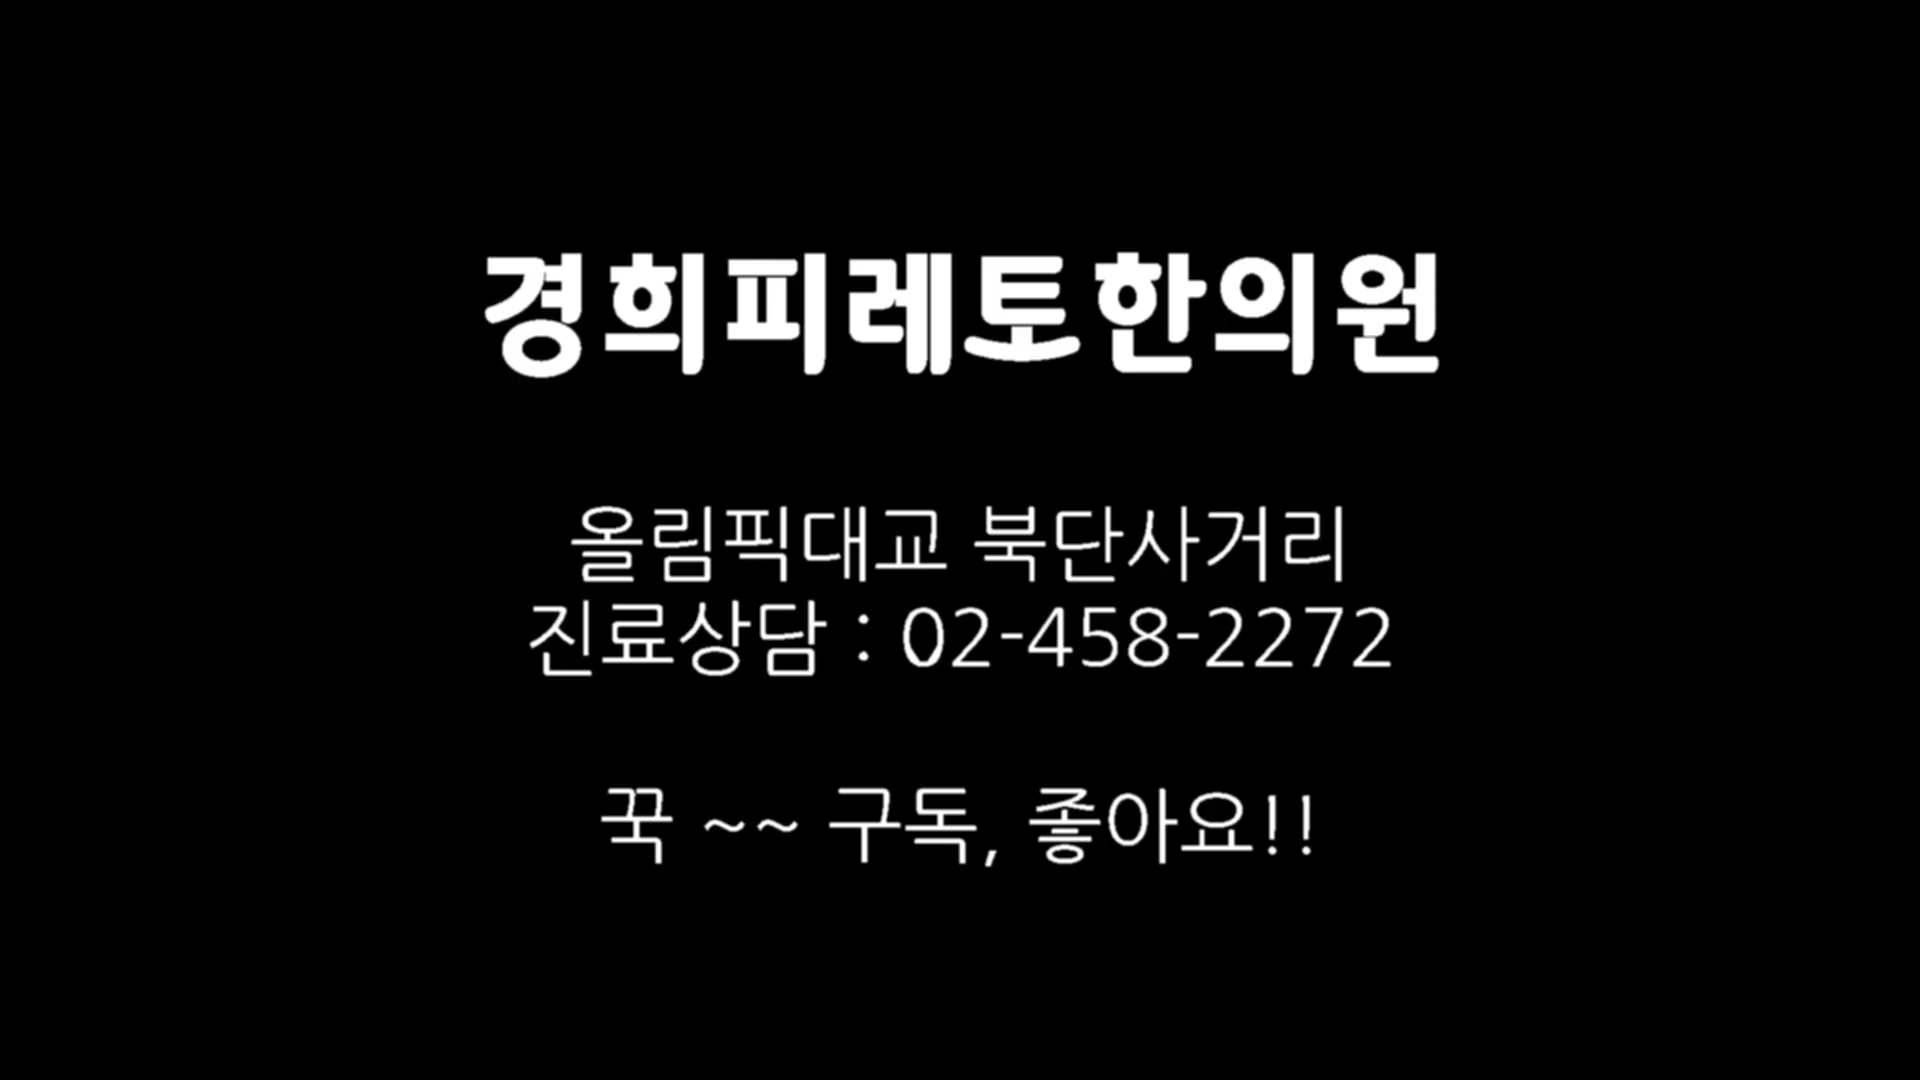 경희피레토한의원
올림픽대교 북단사거리
진료상담 : 02-458-2272
꾹 ~~ 구독, 좋아요!!